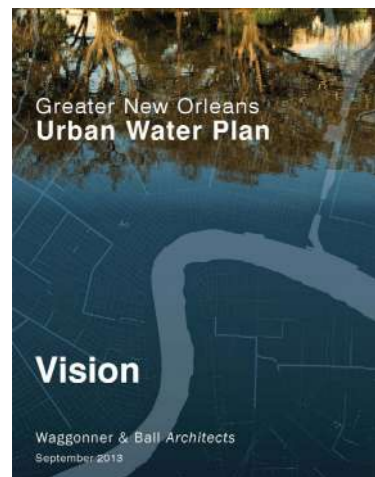 Greater New Orleans
Urban Water Plan
Vision
Waggonner & Ball Architects
September 2013